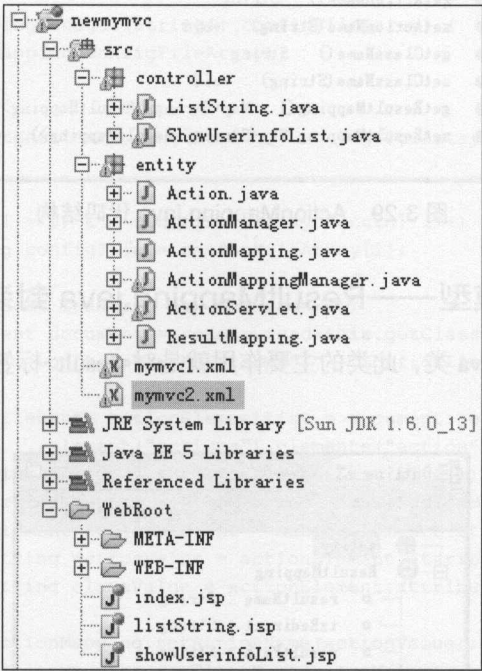 newmymvc
src
controller
ListString.java
ShowUserinfoList.java
entity
Action.java
ActionManager.java
ActionMapping.java
ActionMappingManager.java
ActionServlet.java
ResultMapping.java
mymvc1.xml
mymvc2.xml
JRE System Library [Sun JDK 1.6.0_13]
Java EE 5 Libraries
Referenced Libraries
WebRoot
META-INF
WEB-INF
index.jsp
listString.jsp
showUserinfoList.jsp